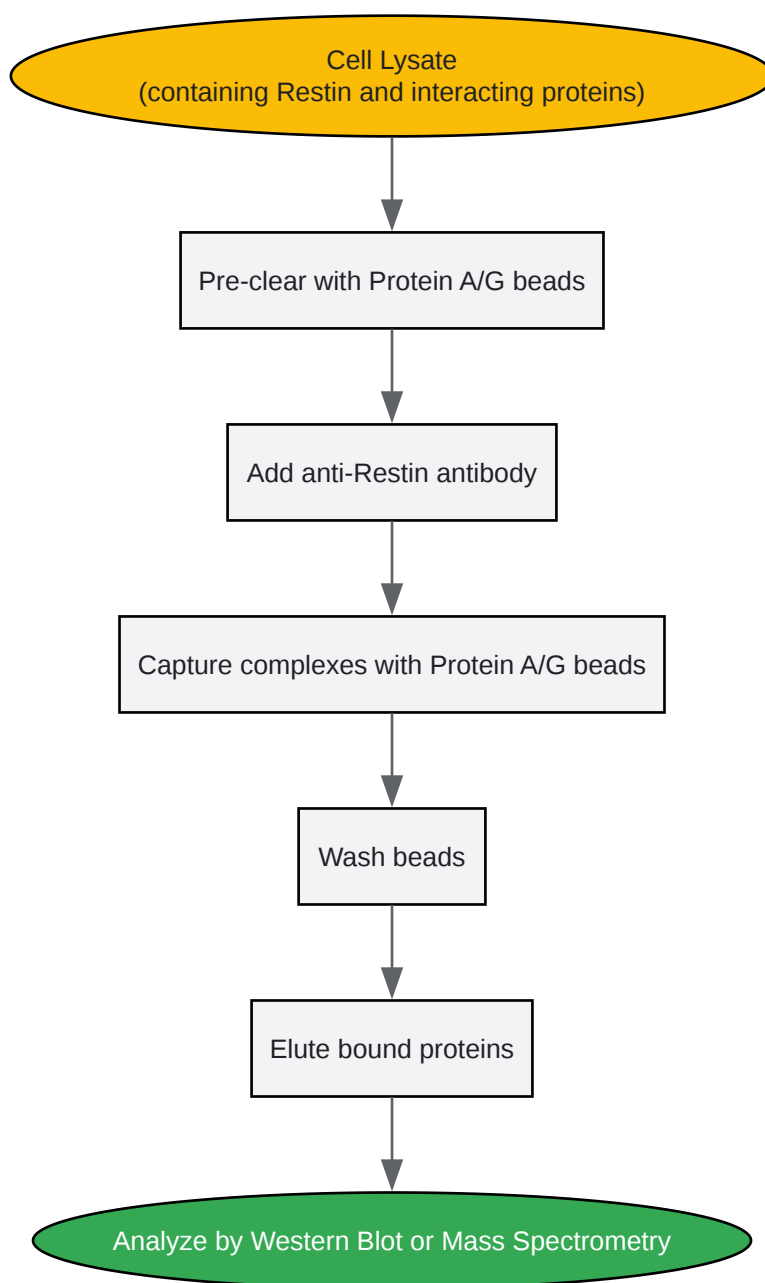 Cell Lysate
(containing Restin and interacting proteins)
Pre-clear with Protein A/G beads
Add anti-Restin antibody
Capture complexes with Protein A/G beads
Wash beads
Elute bound proteins
Analyze by Western Blot or Mass Spectrometry